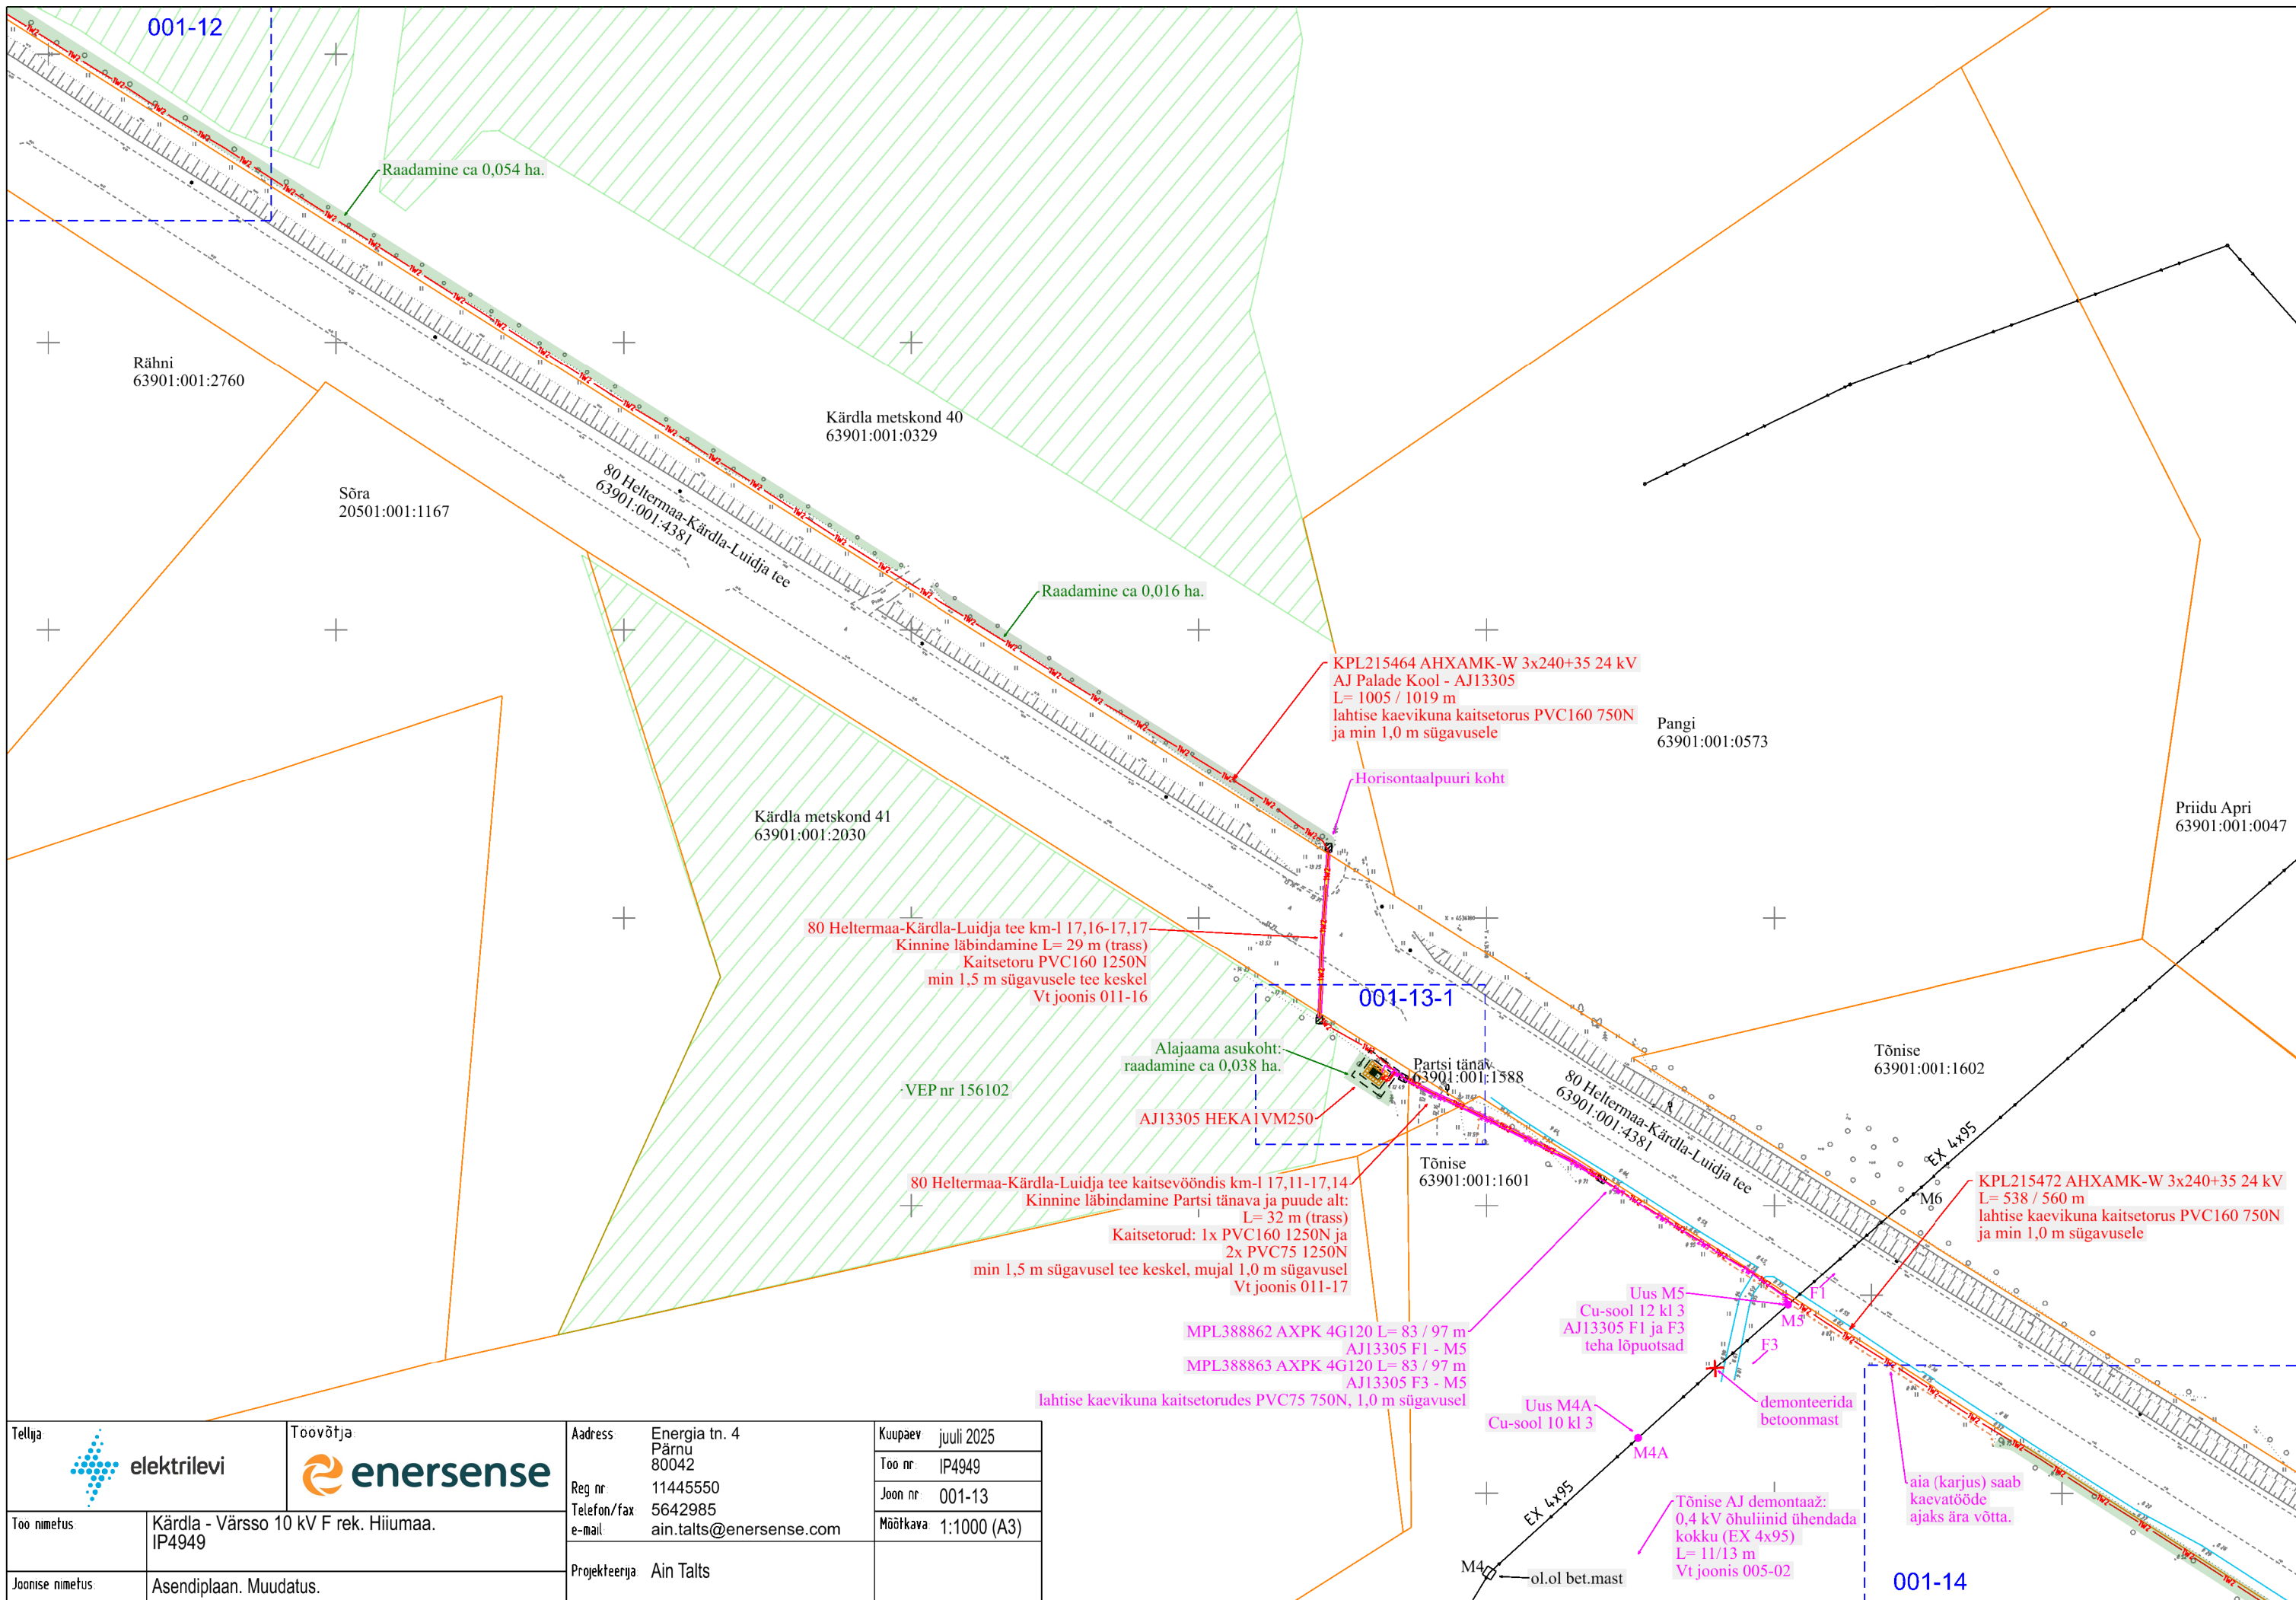 001-12
Raadamine ca 0,054 ha.
Rähni
63901:001:2760
Sõra
20501:001:1167
Kärdla metskond 40
63901:001:0329
80 Heltermaa-Kärdla-Luidja tee
63901:001:4381
Raadamine ca 0,016 ha.
KPL215464 AHXAMK-W 3x240+35 24 kV
AJ Palade Kool - AJ13305
L= 1005 / 1019 m
lahtise kaevikuna kaitsetorus PVC160 750N
ja min 1,0 m sügavusele
Pangi
63901:001:0573
Horisontaalpuuri koht
Priidu Apri
63901:001:0047
Kärdla metskond 41
63901:001:2030
80 Heltermaa-Kärdla-Luidja tee km-l 17,16-17,17
Kinnine läbindamine L= 29 m (trass)
Kaitsetoru PVC160 1250N
min 1,5 m sügavusele tee keskel
Vt joonis 011-16
001-13-1
Alajaama asukoht:
raadamine ca 0,038 ha.
Partsi tänav
63901:001:1588
VEP nr 156102
AJ13305 HEKA1VM250
Tõnise
63901:001:1602
80 Heltermaa-Kärdla-Luidja tee
63901:001:4381
Tõnise
63901:001:1601
EX 4x95
M6
80 Heltermaa-Kärdla-Luidja tee kaitsevööndis km-l 17,11-17,14
Kinnine läbindamine Partsi tänava ja puude alt:
L= 32 m (trass)
Kaitsetorud: 1x PVC160 1250N ja
2x PVC75 1250N
min 1,5 m sügavusel tee keskel, mujal 1,0 m sügavusel
Vt joonis 011-17
KPL215472 AHXAMK-W 3x240+35 24 kV
L= 538 / 560 m
lahtise kaevikuna kaitsetorus PVC160 750N
ja min 1,0 m sügavusele
Uus M5
Cu-sool 12 kl 3
AJ13305 F1 ja F3
teha lõpuotsad
F1
M5
F3
MPL388862 AXPK 4G120 L= 83 / 97 m
AJ13305 F1 - M5
MPL388863 AXPK 4G120 L= 83 / 97 m
AJ13305 F3 - M5
lahtise kaevikuna kaitsetorudes PVC75 750N, 1,0 m sügavusel
demonteerida
betoonmast
Uus M4A
Cu-sool 10 kl 3
M4A
aia (karjus) saab
kaevatööde
ajaks ära võtta.
Tõnise AJ demontaaž:
0,4 kV õhuliinid ühendada
kokku (EX 4x95)
L= 11/13 m
Vt joonis 005-02
EX 4x95
M4
ol.ol bet.mast
001-14
Tellija
elektrilevi
Töövõtja:
enersense
Aadress Energia tn. 4
Pärnu
80042
Reg nr 11445550
Telefon/fax 5642985
e-mail ain.talts@enersense.com
Projekteerija Ain Talts
Kuupäev juuli 2025
Töö nr: IP4949
Joon nr 001-13
Mõõtkava 1:1000 (A3)
Töö nimetus Kärdla - Värsso 10 kV F rek. Hiiumaa.
IP4949
Joonise nimetus Asendiplaan. Muudatus.